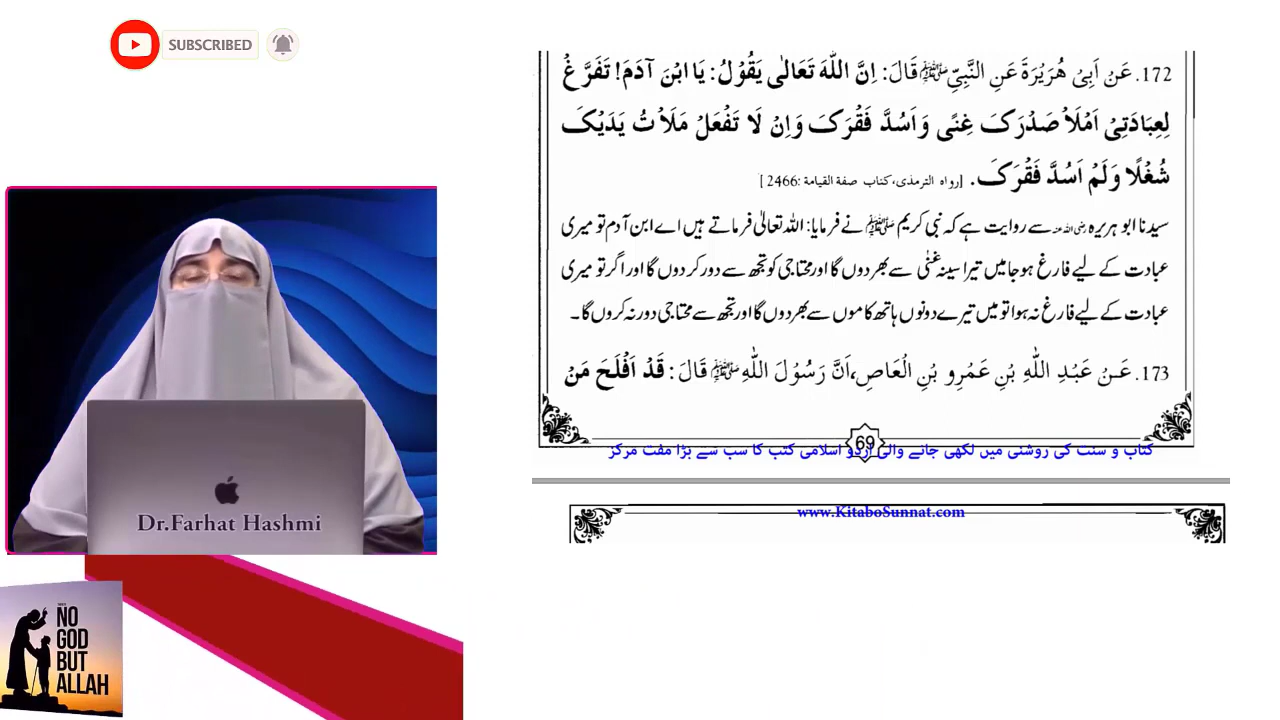 SUBSCRIBED
172. عَنْ اَبِیْ هُرَیْرَةَ عَنِ النَّبِیِّ ﷺ قَالَ: اِنَّ اللّٰهَ تَعَالٰی یَقُوْلُ: یَا ابْنَ آدَمَ! تَفَرَّغْ
لِعِبَادَتِیْ اَمْلَاْ صَدْرَکَ غِنًی وَ اَسُدَّ فَقْرَکَ وَاِنْ لَا تَفْعَلْ مَلَاْتُ یَدَیْکَ
شُغْلًا وَلَمْ اَسُدَّ فَقْرَکَ. [رواه الترمذی، کتاب صفة القیامة: 2466]
سیدنا ابو ہریرہ رضی اللہ عنہ سے روایت ہے کہ نبی کریم ﷺ نے فرمایا: اللہ تعالیٰ فرماتے ہیں اے ابن آدم تو میری
عبادت کے لیے فارغ ہو جا میں تیرا سینہ غنٰی سے بھر دوں گا اور محتاجی کو تجھ سے دور کر دوں گا اور اگر تو میری
عبادت کے لیے فارغ نہ ہوا تو میں تیرے دونوں ہاتھ کاموں سے بھر دوں گا اور تجھ سے محتاجی دور نہ کروں گا۔
173. عَنْ عَبْدِ اللّٰهِ بْنِ عَمْرِو بْنِ الْعَاصِ، اَنَّ رَسُوْلَ اللّٰهِ ﷺ قَالَ: قَدْ اَفْلَحَ مَنْ
69
کتاب و سنت کی روشنی میں لکھی جانے والی اردو اسلامی کتب کا سب سے بڑا مفت مرکز
www.KitaboSunnat.com
Dr.Farhat Hashmi
NO
GOD
BUT
ALLAH